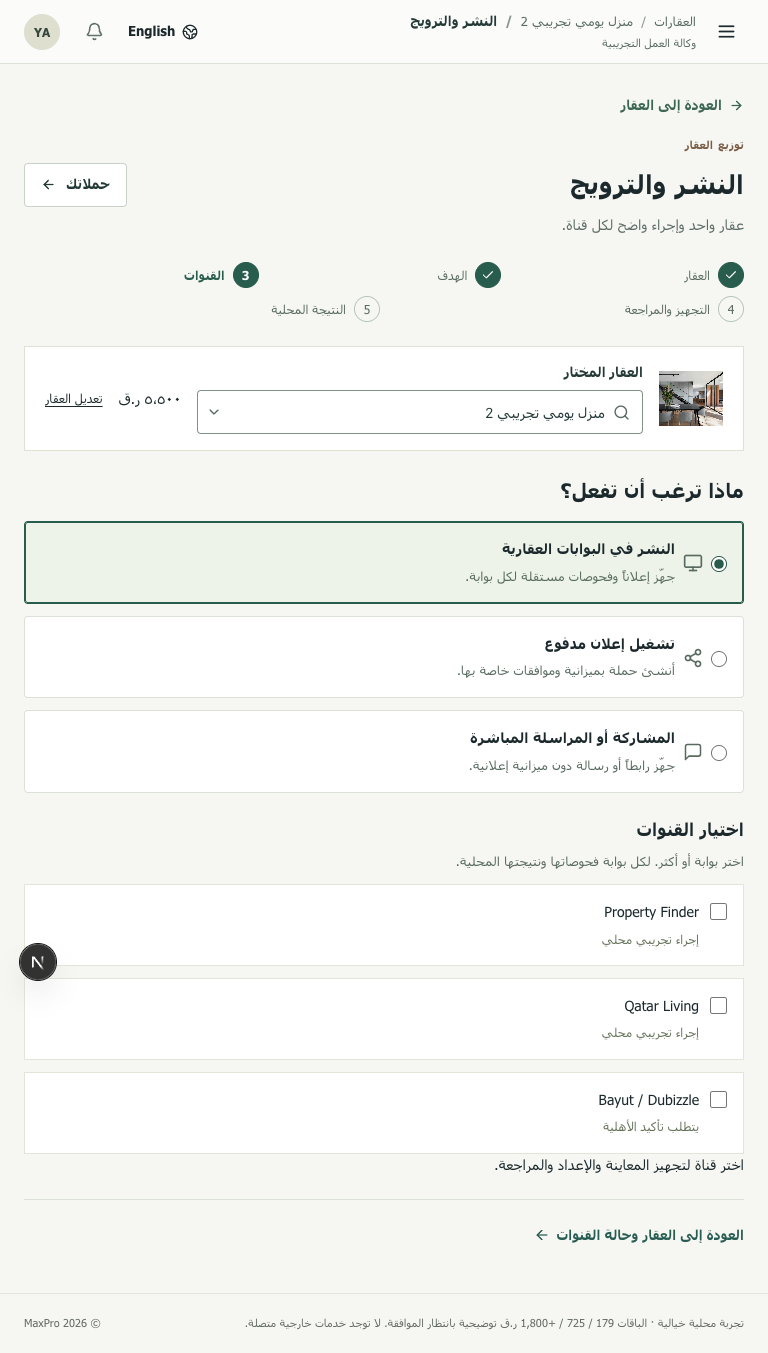 العقارات / منزل يومي تجريبي 2 / النشر والترويج
وكالة العمل التجريبية
English
YA
العودة إلى العقار
توزيع العقار
النشر والترويج
حملاتك
عقار واحد وإجراء واضح لكل قناة.
العقار
الهدف
3 القنوات
4 التجهيز والمراجعة
5 النتيجة المحلية
العقار المختار
منزل يومي تجريبي 2
٥،٥٠٠ ر.ق
تعديل العقار
ماذا ترغب أن تفعل؟
النشر في البوابات العقارية
جهّز إعلاناً وفحوصات مستقلة لكل بوابة.
تشغيل إعلان مدفوع
أنشئ حملة بميزانية وموافقات خاصة بها.
المشاركة أو المراسلة المباشرة
جهّز رابطاً أو رسالة دون ميزانية إعلانية.
اختيار القنوات
اختر بوابة أو أكثر. لكل بوابة فحوصاتها ونتيجتها المحلية.
Property Finder
إجراء تجريبي محلي
N
Qatar Living
إجراء تجريبي محلي
Bayut / Dubizzle
يتطلب تأكيد الأهلية
اختر قناة لتجهيز المعاينة والإعداد والمراجعة.
العودة إلى العقار وحالة القنوات
تجربة محلية خيالية · الباقات 179 / 725 / +1,800 ر.ق توضيحية بانتظار الموافقة. لا توجد خدمات خارجية متصلة.
© 2026 MaxPro